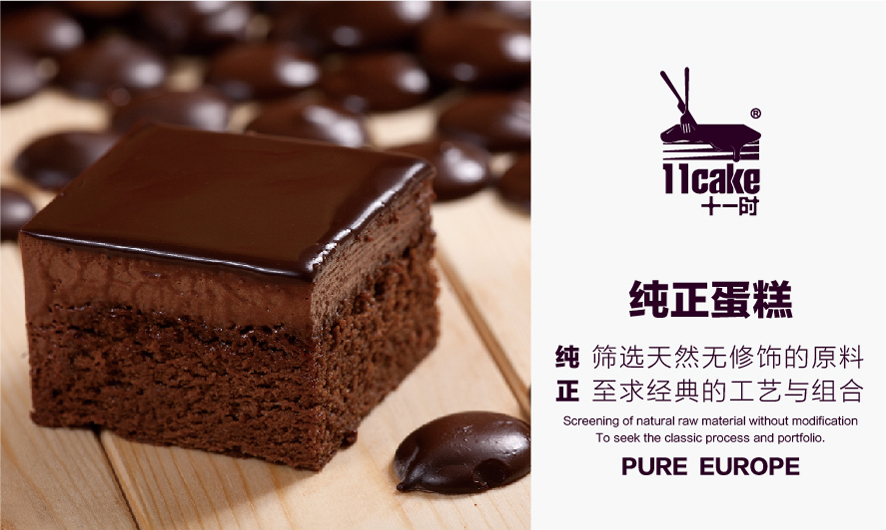 ®
11cake
十一时
纯正蛋糕
纯 筛选天然无修饰的原料
正 至求经典的工艺与组合
Screening of natural raw material without modification
To seek the classic process and portfolio.
PURE EUROPE